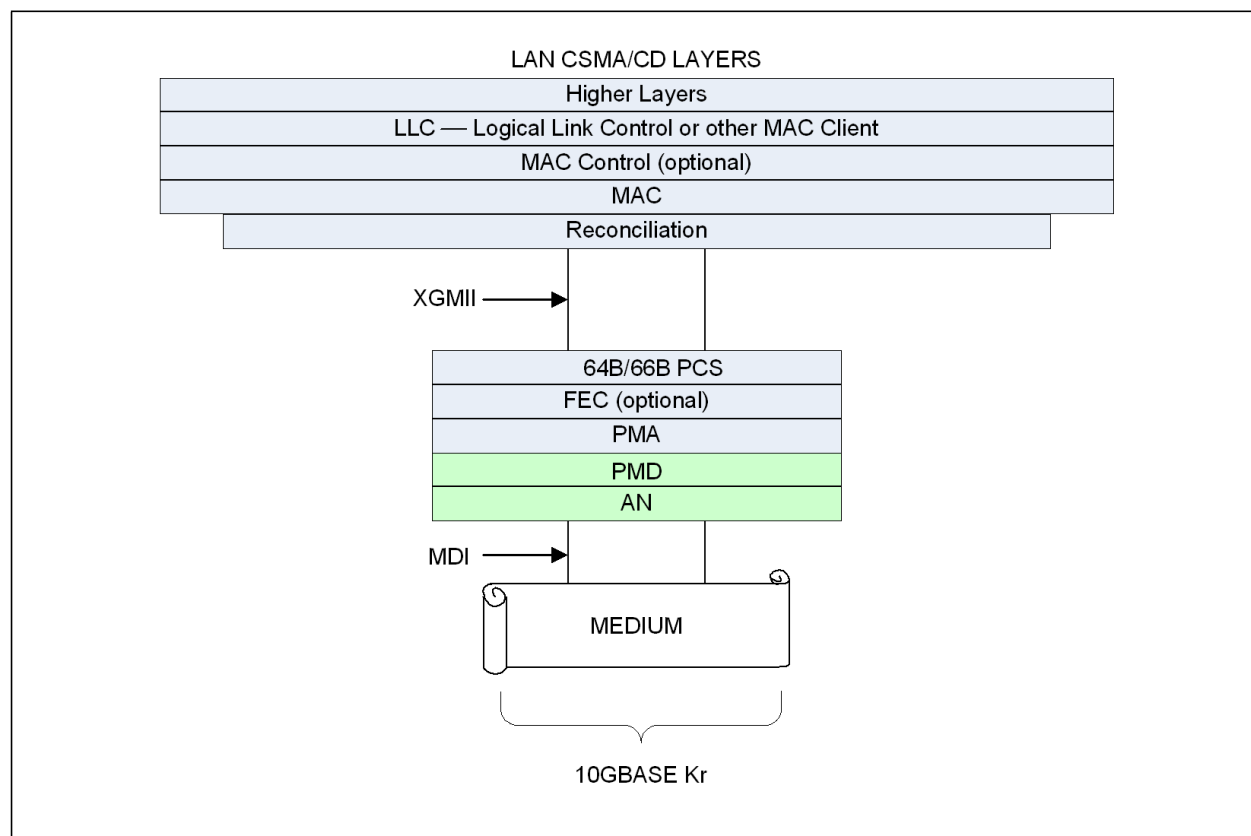 LAN CSMA/CD LAYERS
Higher Layers
LLC — Logical Link Control or other MAC Client
MAC Control (optional)
MAC
Reconciliation
XGMII
64B/66B PCS
FEC (optional)
PMA
PMD
AN
MDI
MEDIUM
10GBASE Kr